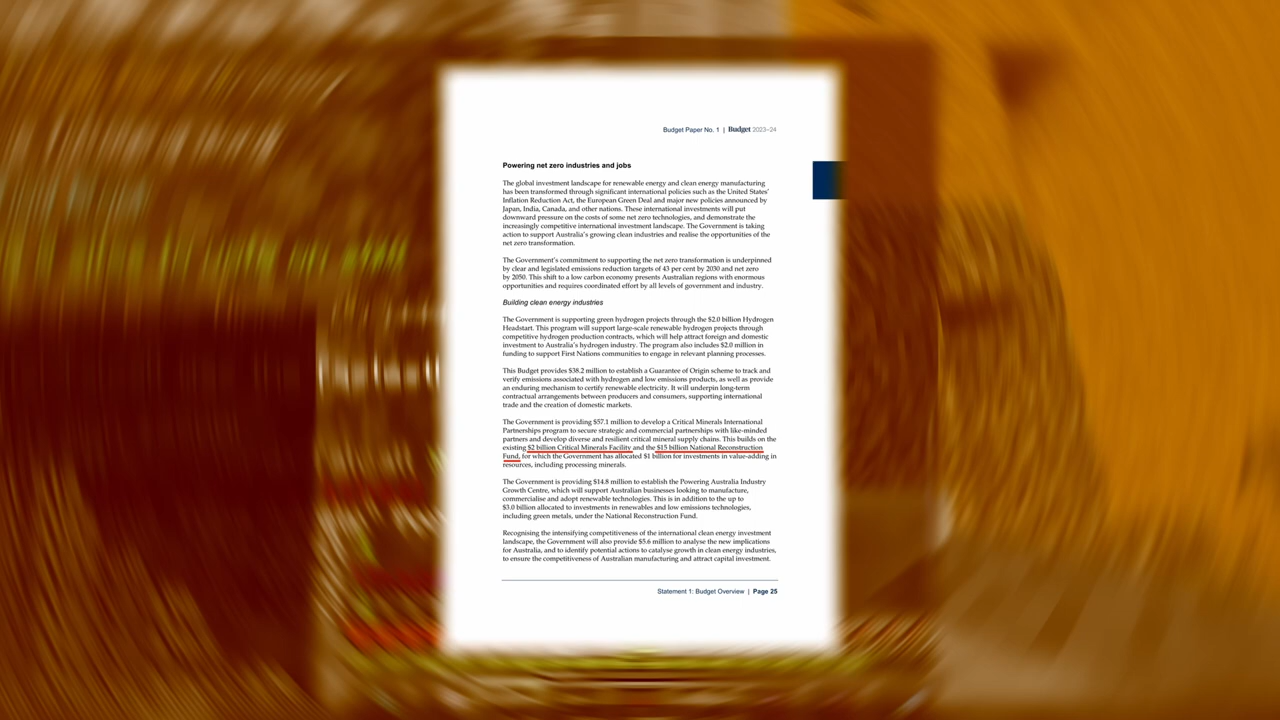 Budget Paper No. 1 | Budget 2023–24
Powering net zero industries and jobs
The global investment landscape for renewable energy and clean energy manufacturing
has been transformed through significant international policies such as the United States'
Inflation Reduction Act, the European Green Deal and major new policies announced by
Japan, India, Canada, and other nations. These international investments will put
downward pressure on the costs of some net zero technologies, and demonstrate the
increasingly competitive international investment landscape. The Government is taking
action to support Australia's growing clean industries and realise the opportunities of the
net zero transformation.
The Government's commitment to supporting the net zero transformation is underpinned
by clear and legislated emissions reduction targets of 43 per cent by 2030 and net zero
by 2050. This shift to a low carbon economy presents Australian regions with enormous
opportunities and requires coordinated effort by all levels of government and industry.
Building clean energy industries
The Government is supporting green hydrogen projects through the $2.0 billion Hydrogen
Headstart. This program will support large-scale renewable hydrogen projects through
competitive hydrogen production contracts, which will help attract foreign and domestic
investment to Australia's hydrogen industry. The program also includes $2.0 million in
funding to support First Nations communities to engage in relevant planning processes.
This Budget provides $38.2 million to establish a Guarantee of Origin scheme to track and
verify emissions associated with hydrogen and low emissions products, as well as provide
an enduring mechanism to certify renewable electricity. It will underpin long-term
contractual arrangements between producers and consumers, supporting international
trade and the creation of domestic markets.
The Government is providing $57.1 million to develop a Critical Minerals International
Partnerships program to secure strategic and commercial partnerships with like-minded
partners and develop diverse and resilient critical mineral supply chains. This builds on the
existing $2 billion Critical Minerals Facility and the $15 billion National Reconstruction
Fund, for which the Government has allocated $1 billion for investments in value-adding in
resources, including processing minerals.
The Government is providing $14.8 million to establish the Powering Australia Industry
Growth Centre, which will support Australian businesses looking to manufacture,
commercialise and adopt renewable technologies. This is in addition to the up to
$3.0 billion allocated to investments in renewables and low emissions technologies,
including green metals, under the National Reconstruction Fund.
Recognising the intensifying competitiveness of the international clean energy investment
landscape, the Government will also provide $5.6 million to analyse the new implications
for Australia, and to identify potential actions to catalyse growth in clean energy industries,
to ensure the competitiveness of Australian manufacturing and attract capital investment.
Statement 1: Budget Overview | Page 25